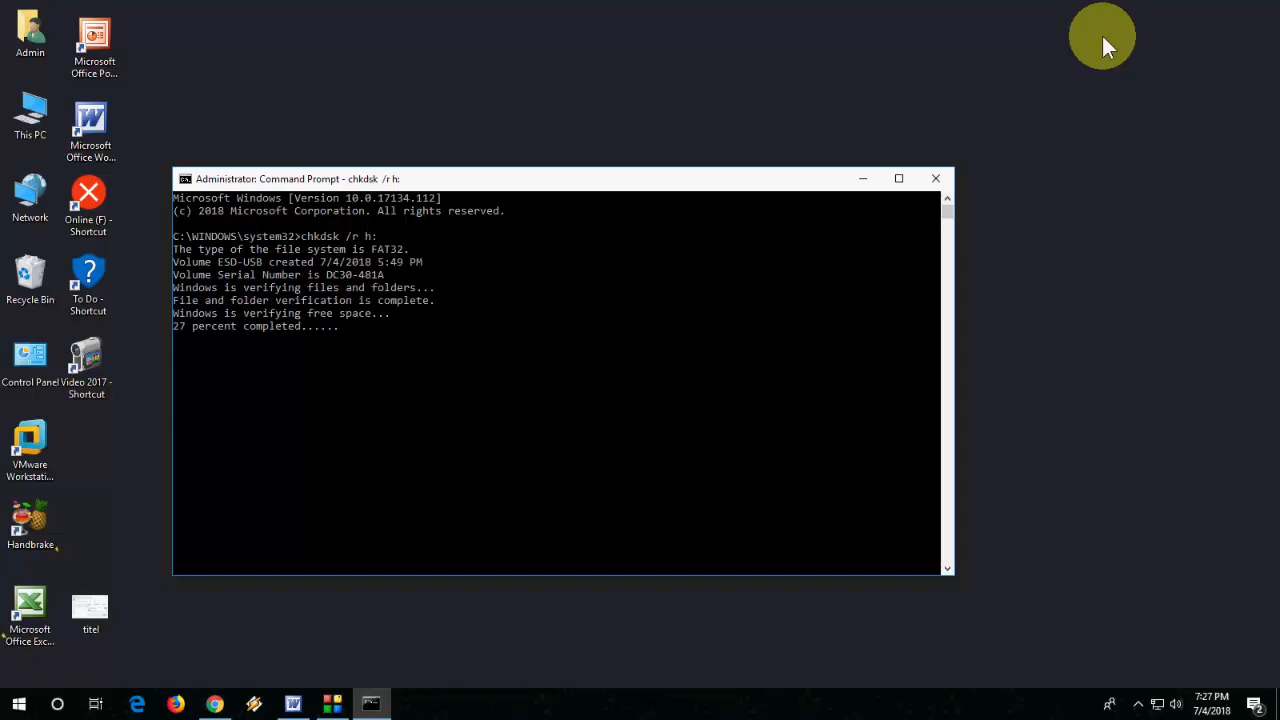 Admin
Microsoft
Office Po...
This PC
Microsoft
Office Wo...
Network
Online (F) -
Shortcut
Recycle Bin
To Do -
Shortcut
Control Panel
Video 2017 -
Shortcut
VMware
Workstati...
Handbrake
Microsoft
Office Exc...
titel
Administrator: Command Prompt - chkdsk /r h:
Microsoft Windows [Version 10.0.17134.112]
(c) 2018 Microsoft Corporation. All rights reserved.
C:\WINDOWS\system32>chkdsk /r h:
The type of the file system is FAT32.
Volume ESD-USB created 7/4/2018 5:49 PM
Volume Serial Number is DC30-481A
Windows is verifying files and folders...
File and folder verification is complete.
Windows is verifying free space...
27 percent completed......
7:27 PM
7/4/2018
2